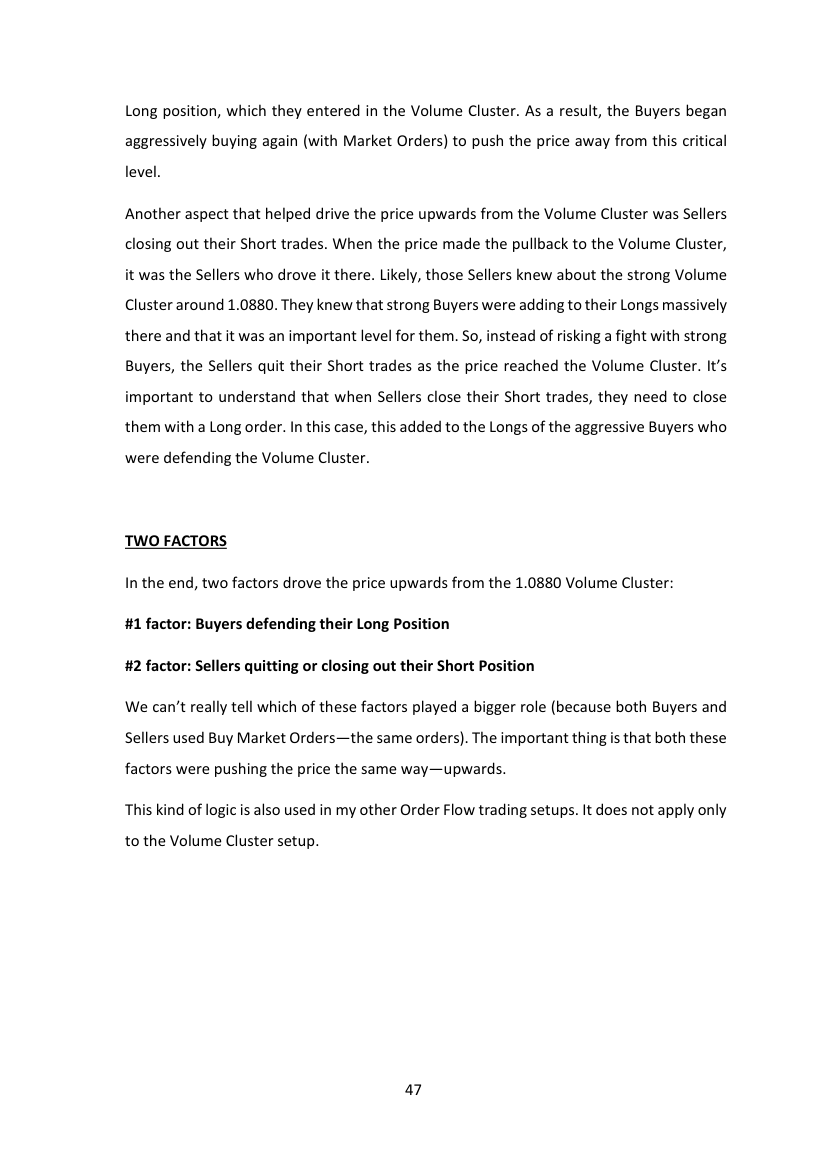 Long position, which they entered in the Volume Cluster. As a result, the Buyers began
aggressively buying again (with Market Orders) to push the price away from this critical
level.
Another aspect that helped drive the price upwards from the Volume Cluster was Sellers
closing out their Short trades. When the price made the pullback to the Volume Cluster,
it was the Sellers who drove it there. Likely, those Sellers knew about the strong Volume
Cluster around 1.0880. They knew that strong Buyers were adding to their Longs massively
there and that it was an important level for them. So, instead of risking a fight with strong
Buyers, the Sellers quit their Short trades as the price reached the Volume Cluster. It’s
important to understand that when Sellers close their Short trades, they need to close
them with a Long order. In this case, this added to the Longs of the aggressive Buyers who
were defending the Volume Cluster.
TWO FACTORS
In the end, two factors drove the price upwards from the 1.0880 Volume Cluster:
#1 factor: Buyers defending their Long Position
#2 factor: Sellers quitting or closing out their Short Position
We can’t really tell which of these factors played a bigger role (because both Buyers and
Sellers used Buy Market Orders—the same orders). The important thing is that both these
factors were pushing the price the same way—upwards.
This kind of logic is also used in my other Order Flow trading setups. It does not apply only
to the Volume Cluster setup.
47